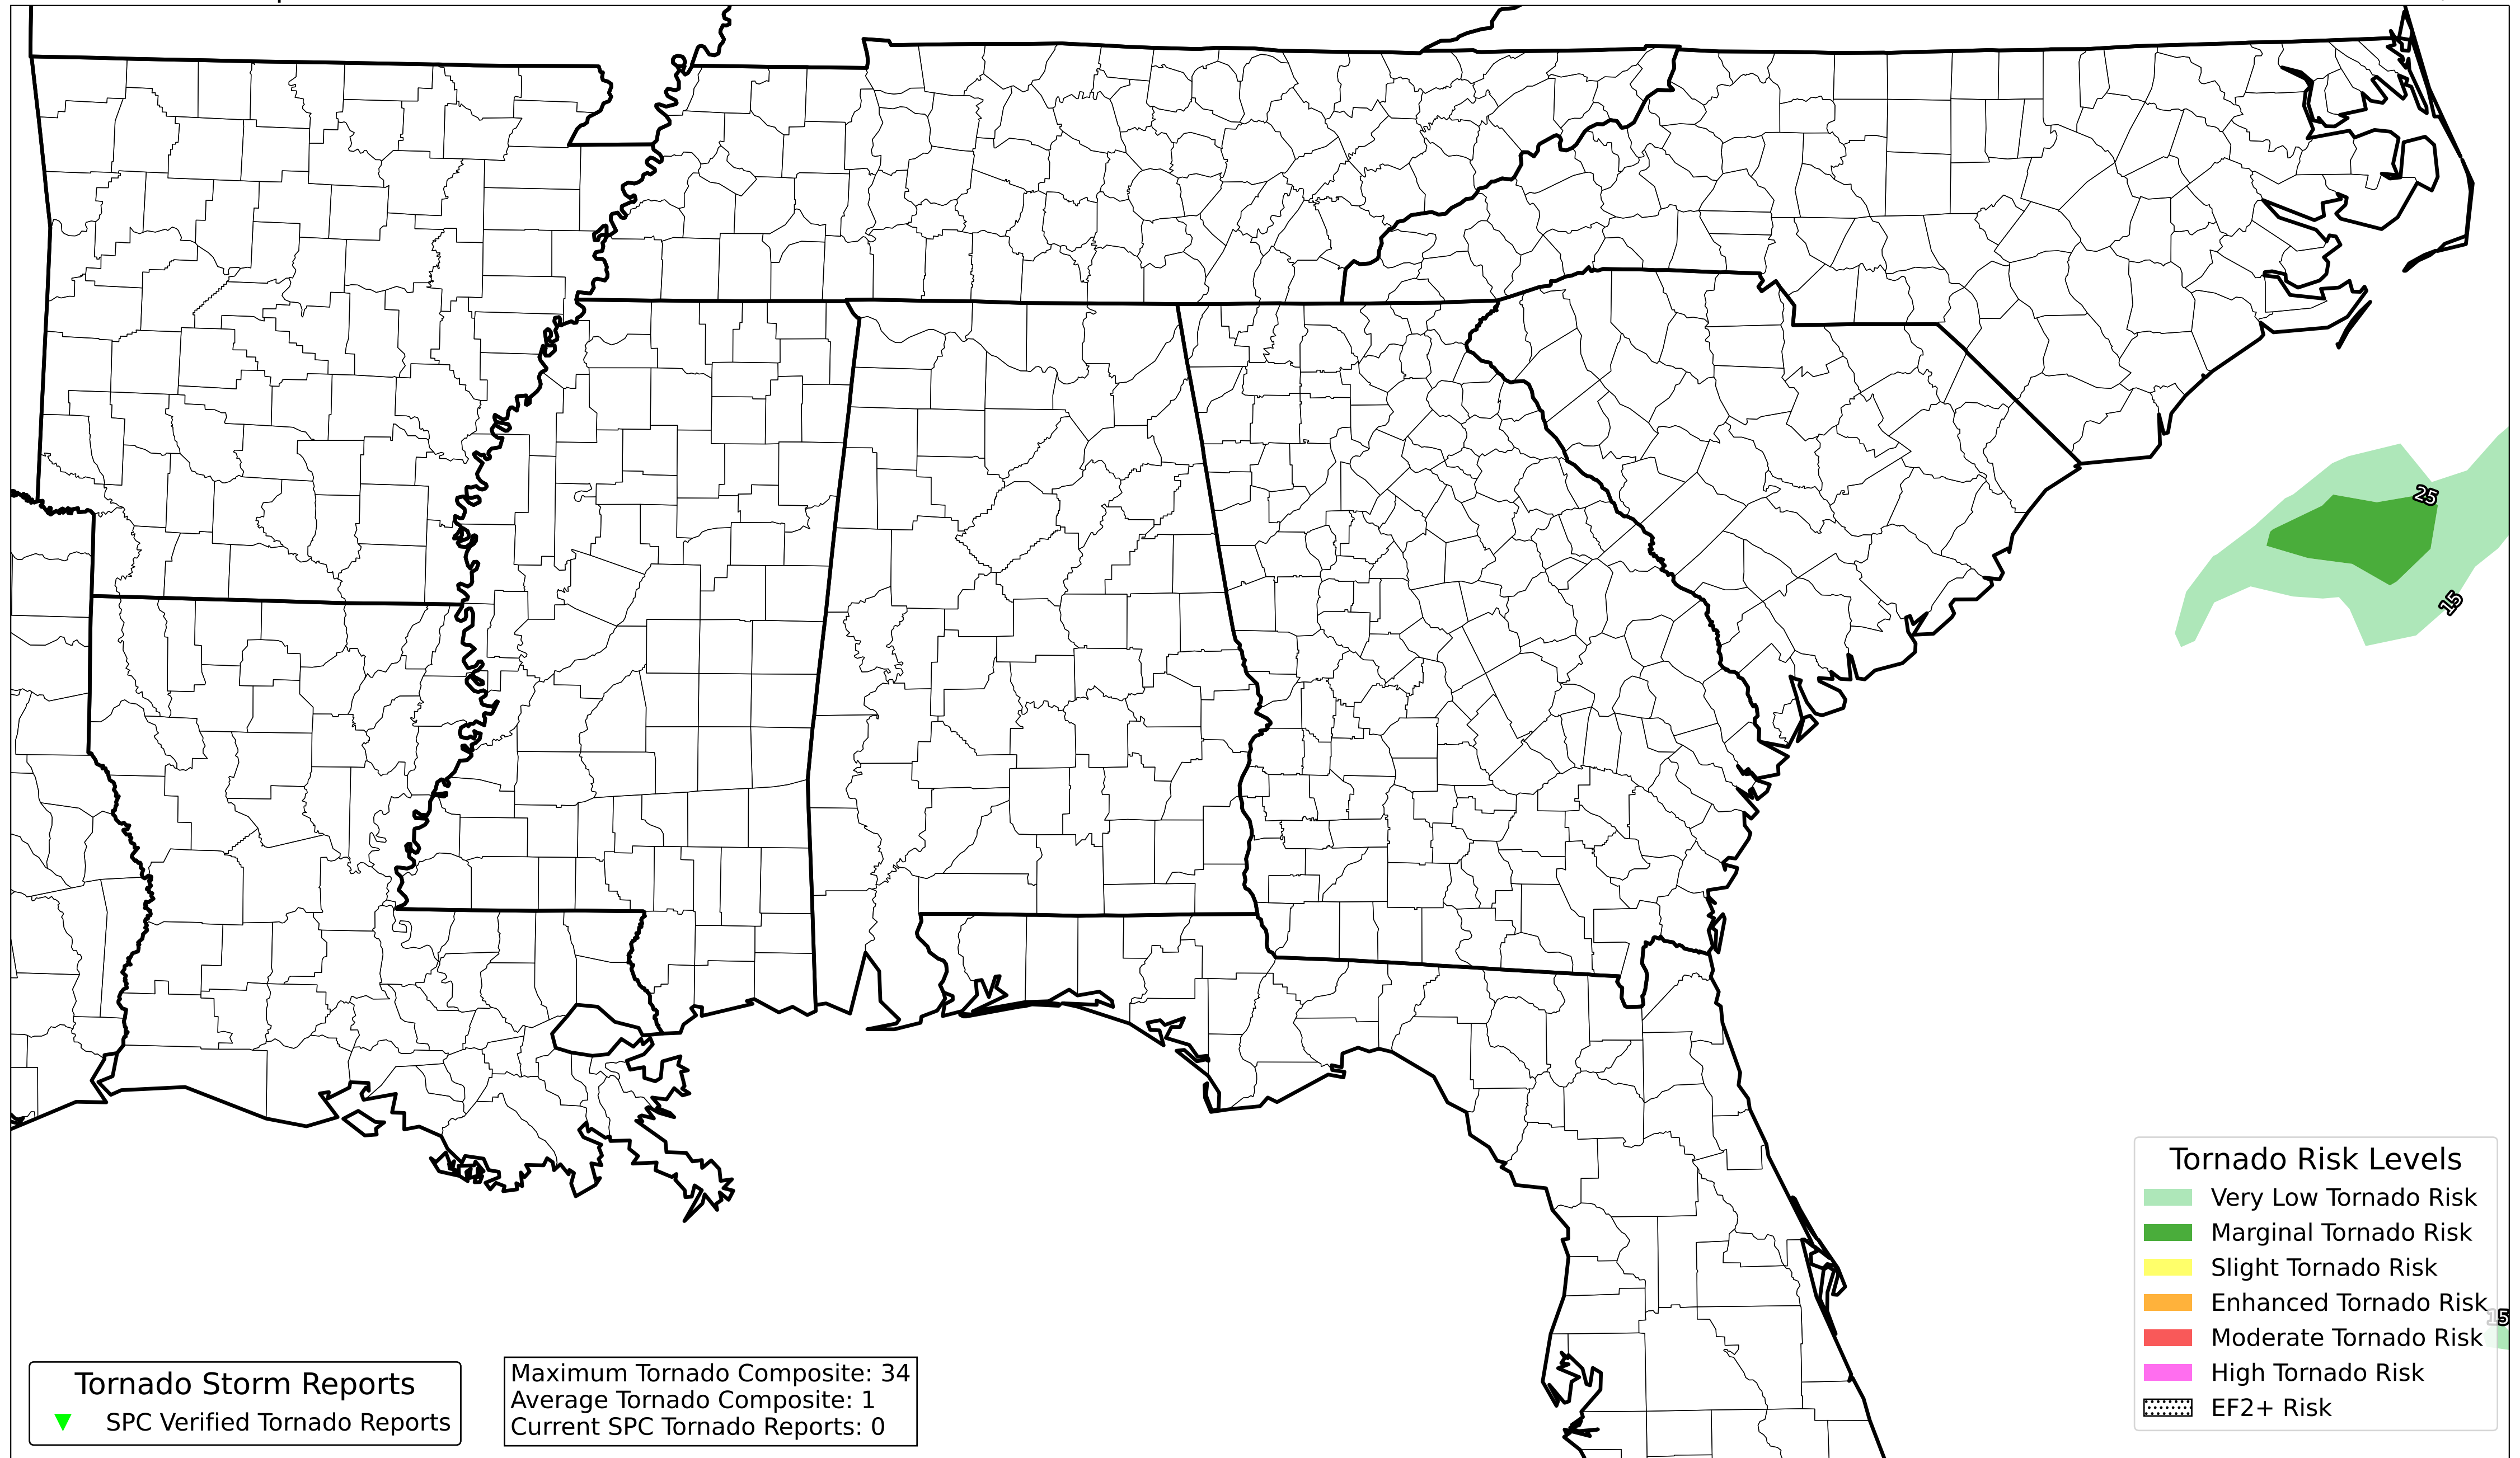 25
15
Tornado Risk Levels
Very Low Tornado Risk
Marginal Tornado Risk
Slight Tornado Risk
Enhanced Tornado Risk
15
Moderate Tornado Risk
High Tornado Risk
EF2+ Risk
Tornado Storm Reports
SPC Verified Tornado Reports
Maximum Tornado Composite: 34
Average Tornado Composite: 1
Current SPC Tornado Reports: 0